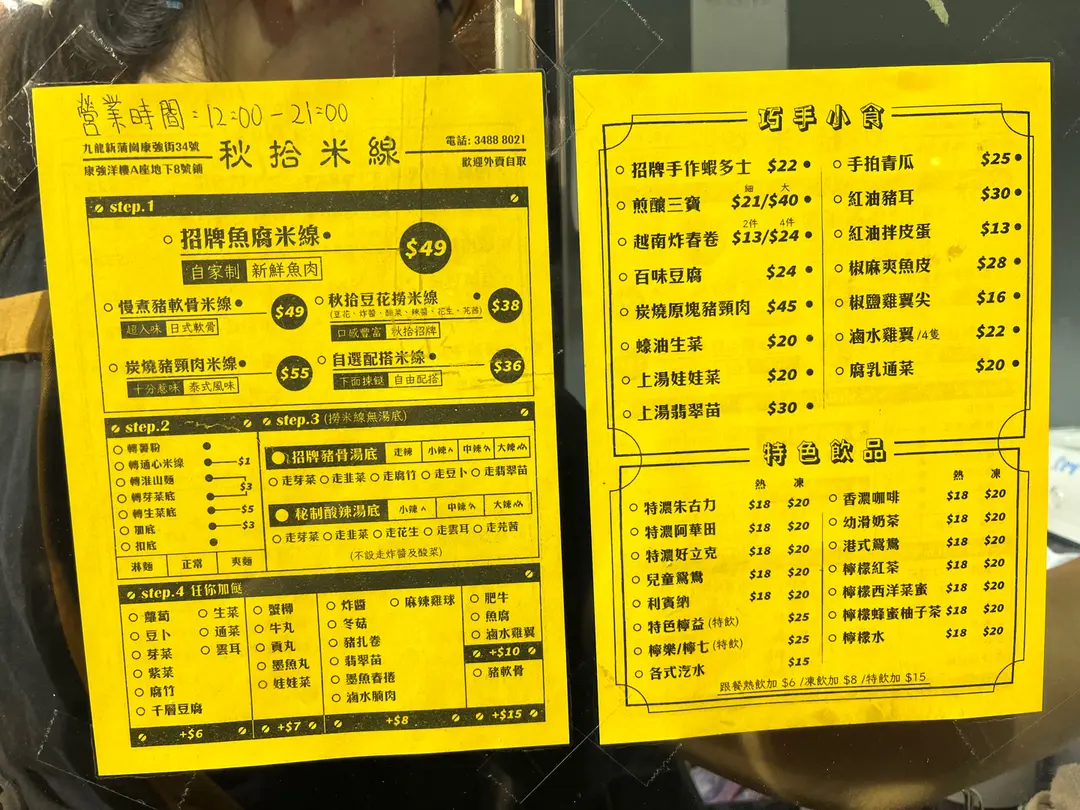 營業時間：12:00-21:00
九龍新蒲崗康強街34號
康強洋樓A座地下8號鋪
秋拾米線
電話: 3488 8021
歡迎外賣自取
step.1
招牌魚腐米線 $49
自家制 新鮮魚肉
慢煮豬軟骨米線 $49
超入味 日式軟骨
秋拾豆花撈米線 $38
(豆花、炸醬、酸菜、辣醬、花生、芫茜)
口感豐富 秋拾招牌
炭燒豬頸肉米線 $55
十分惹味 泰式風味
自選配搭米線 $36
下面揀餸 自由配搭
step.2
轉薯粉
轉通心米線 $1
轉淮山麵
轉芽菜底 $3
轉生菜底 $5
加底 $3
扣底
淋麵 正常 爽麵
step.3 (撈米線無湯底)
招牌豬骨湯底 走辣 小辣 中辣 大辣
走芽菜 走韭菜 走腐竹 走豆卜 走翡翠苗
秘制酸辣湯底 小辣 中辣 大辣
走芽菜 走韭菜 走花生 走雲耳 走芫茜
(不設走炸醬及酸菜)
step.4 任你加餸
蘿蔔 生菜
豆卜 通菜
芽菜 雲耳
紫菜
腐竹
千層豆腐
+$6
蟹柳
牛丸
貢丸
墨魚丸
娃娃菜
+$7
炸醬 麻辣雞球
冬菇
豬扎卷
翡翠苗
墨魚春捲
滷水腩肉
+$8
肥牛
魚腐
滷水雞翼
+$10
豬軟骨
+$15
巧手小食
招牌手作蝦多士 $22
細 大
煎釀三寶 $21/$40
2件 4件
越南炸春卷 $13/$24
百味豆腐 $24
炭燒原塊豬頸肉 $45
蠔油生菜 $20
上湯娃娃菜 $20
上湯翡翠苗 $30
手拍青瓜 $25
紅油豬耳 $30
紅油拌皮蛋 $13
椒麻爽魚皮 $28
椒鹽雞翼尖 $16
滷水雞翼/4隻 $22
腐乳通菜 $20
特色飲品
熱 凍
特濃朱古力 $18 $20
特濃阿華田 $18 $20
特濃好立克 $18 $20
兒童鴛鴦 $18 $20
利賓納 $18 $20
特色檸益(特飲) $25
檸樂/檸七(特飲) $25
各式汽水 $15
熱 凍
香濃咖啡 $18 $20
幼滑奶茶 $18 $20
港式鴛鴦 $18 $20
檸檬紅茶 $18 $20
檸檬西洋菜蜜 $18 $20
檸檬蜂蜜柚子茶 $18 $20
檸檬水 $18 $20
跟餐熱飲加 $6 /凍飲加 $8 /特飲加 $15